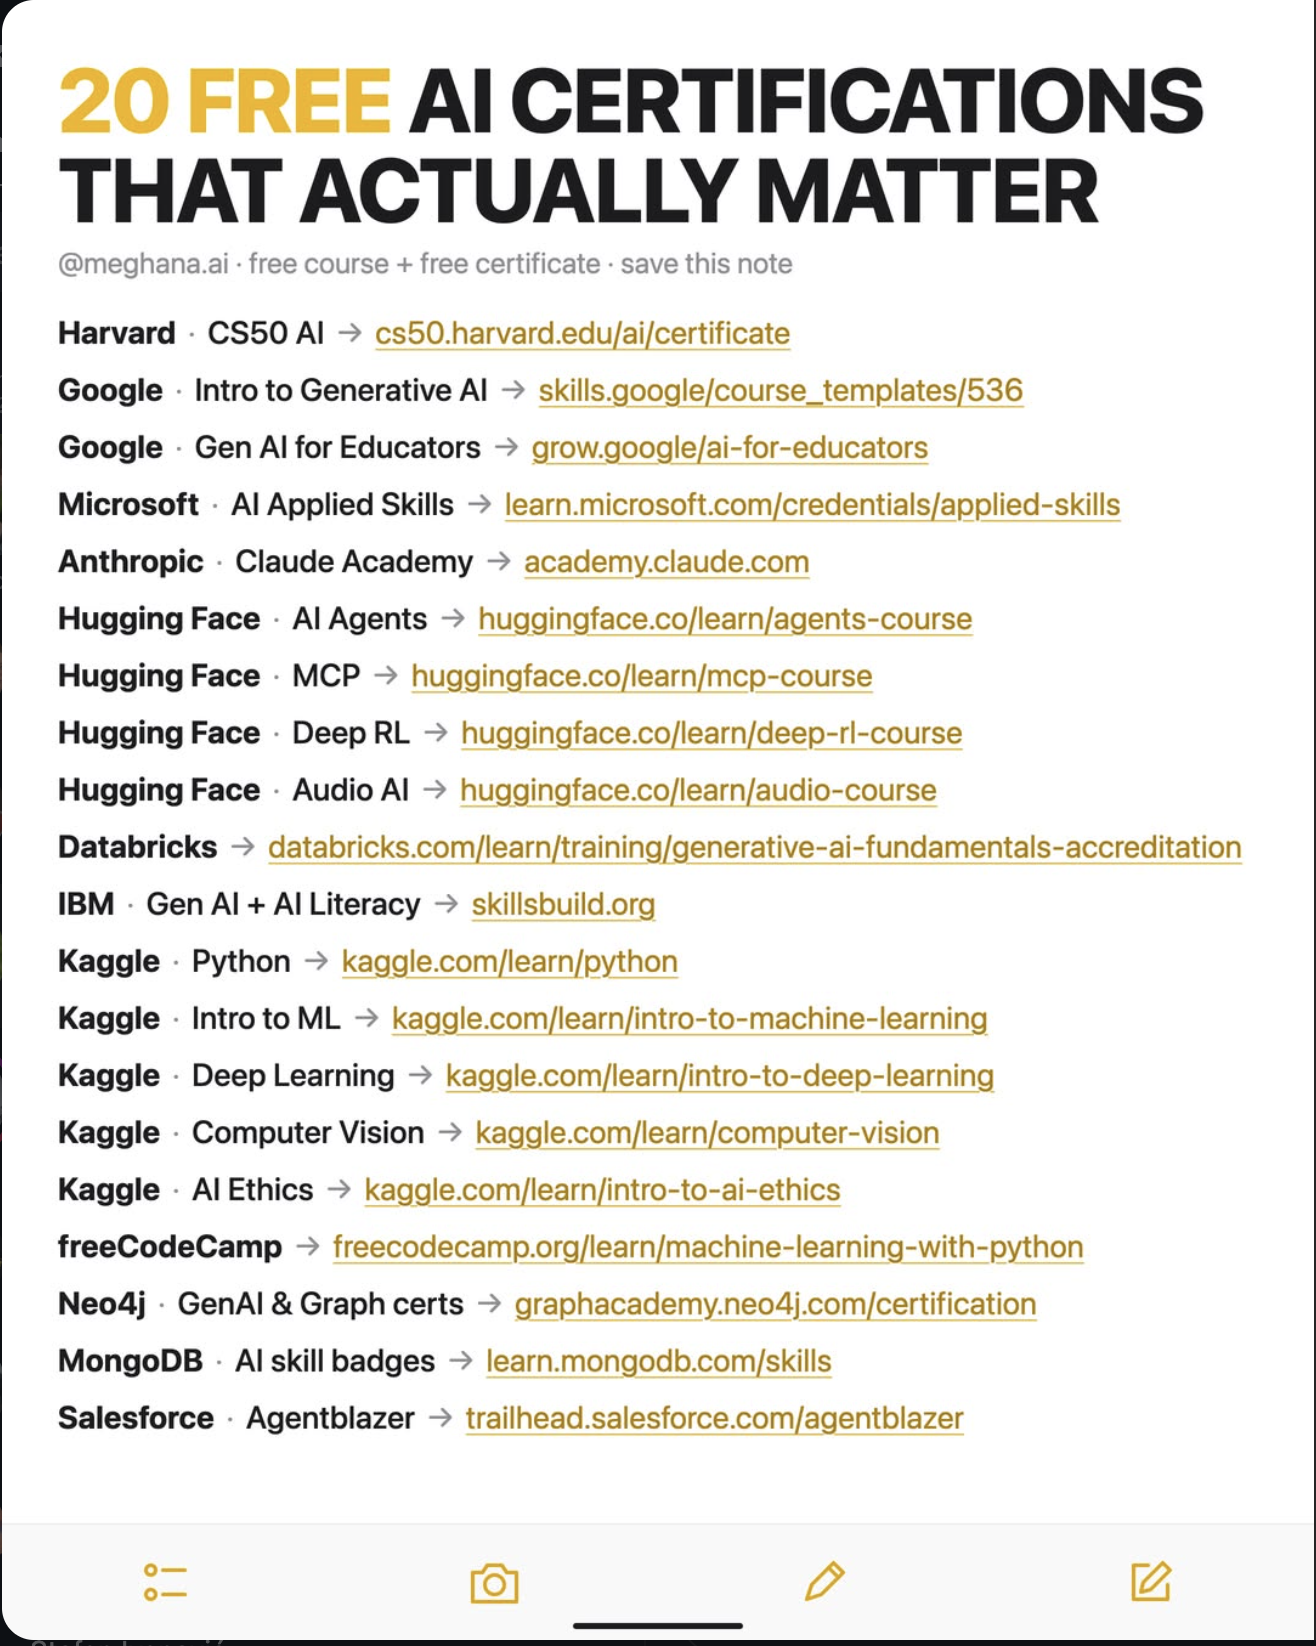 20 FREE AI CERTIFICATIONS
THAT ACTUALLY MATTER
@meghana.ai · free course + free certificate · save this note
Harvard · CS50 AI → cs50.harvard.edu/ai/certificate
Google · Intro to Generative AI → skills.google/course_templates/536
Google · Gen AI for Educators → grow.google/ai-for-educators
Microsoft · AI Applied Skills → learn.microsoft.com/credentials/applied-skills
Anthropic · Claude Academy → academy.claude.com
Hugging Face · AI Agents → huggingface.co/learn/agents-course
Hugging Face · MCP → huggingface.co/learn/mcp-course
Hugging Face · Deep RL → huggingface.co/learn/deep-rl-course
Hugging Face · Audio AI → huggingface.co/learn/audio-course
Databricks → databricks.com/learn/training/generative-ai-fundamentals-accreditation
IBM · Gen AI + AI Literacy → skillsbuild.org
Kaggle · Python → kaggle.com/learn/python
Kaggle · Intro to ML → kaggle.com/learn/intro-to-machine-learning
Kaggle · Deep Learning → kaggle.com/learn/intro-to-deep-learning
Kaggle · Computer Vision → kaggle.com/learn/computer-vision
Kaggle · AI Ethics → kaggle.com/learn/intro-to-ai-ethics
freeCodeCamp → freecodecamp.org/learn/machine-learning-with-python
Neo4j · GenAI & Graph certs → graphacademy.neo4j.com/certification
MongoDB · AI skill badges → learn.mongodb.com/skills
Salesforce · Agentblazer → trailhead.salesforce.com/agentblazer